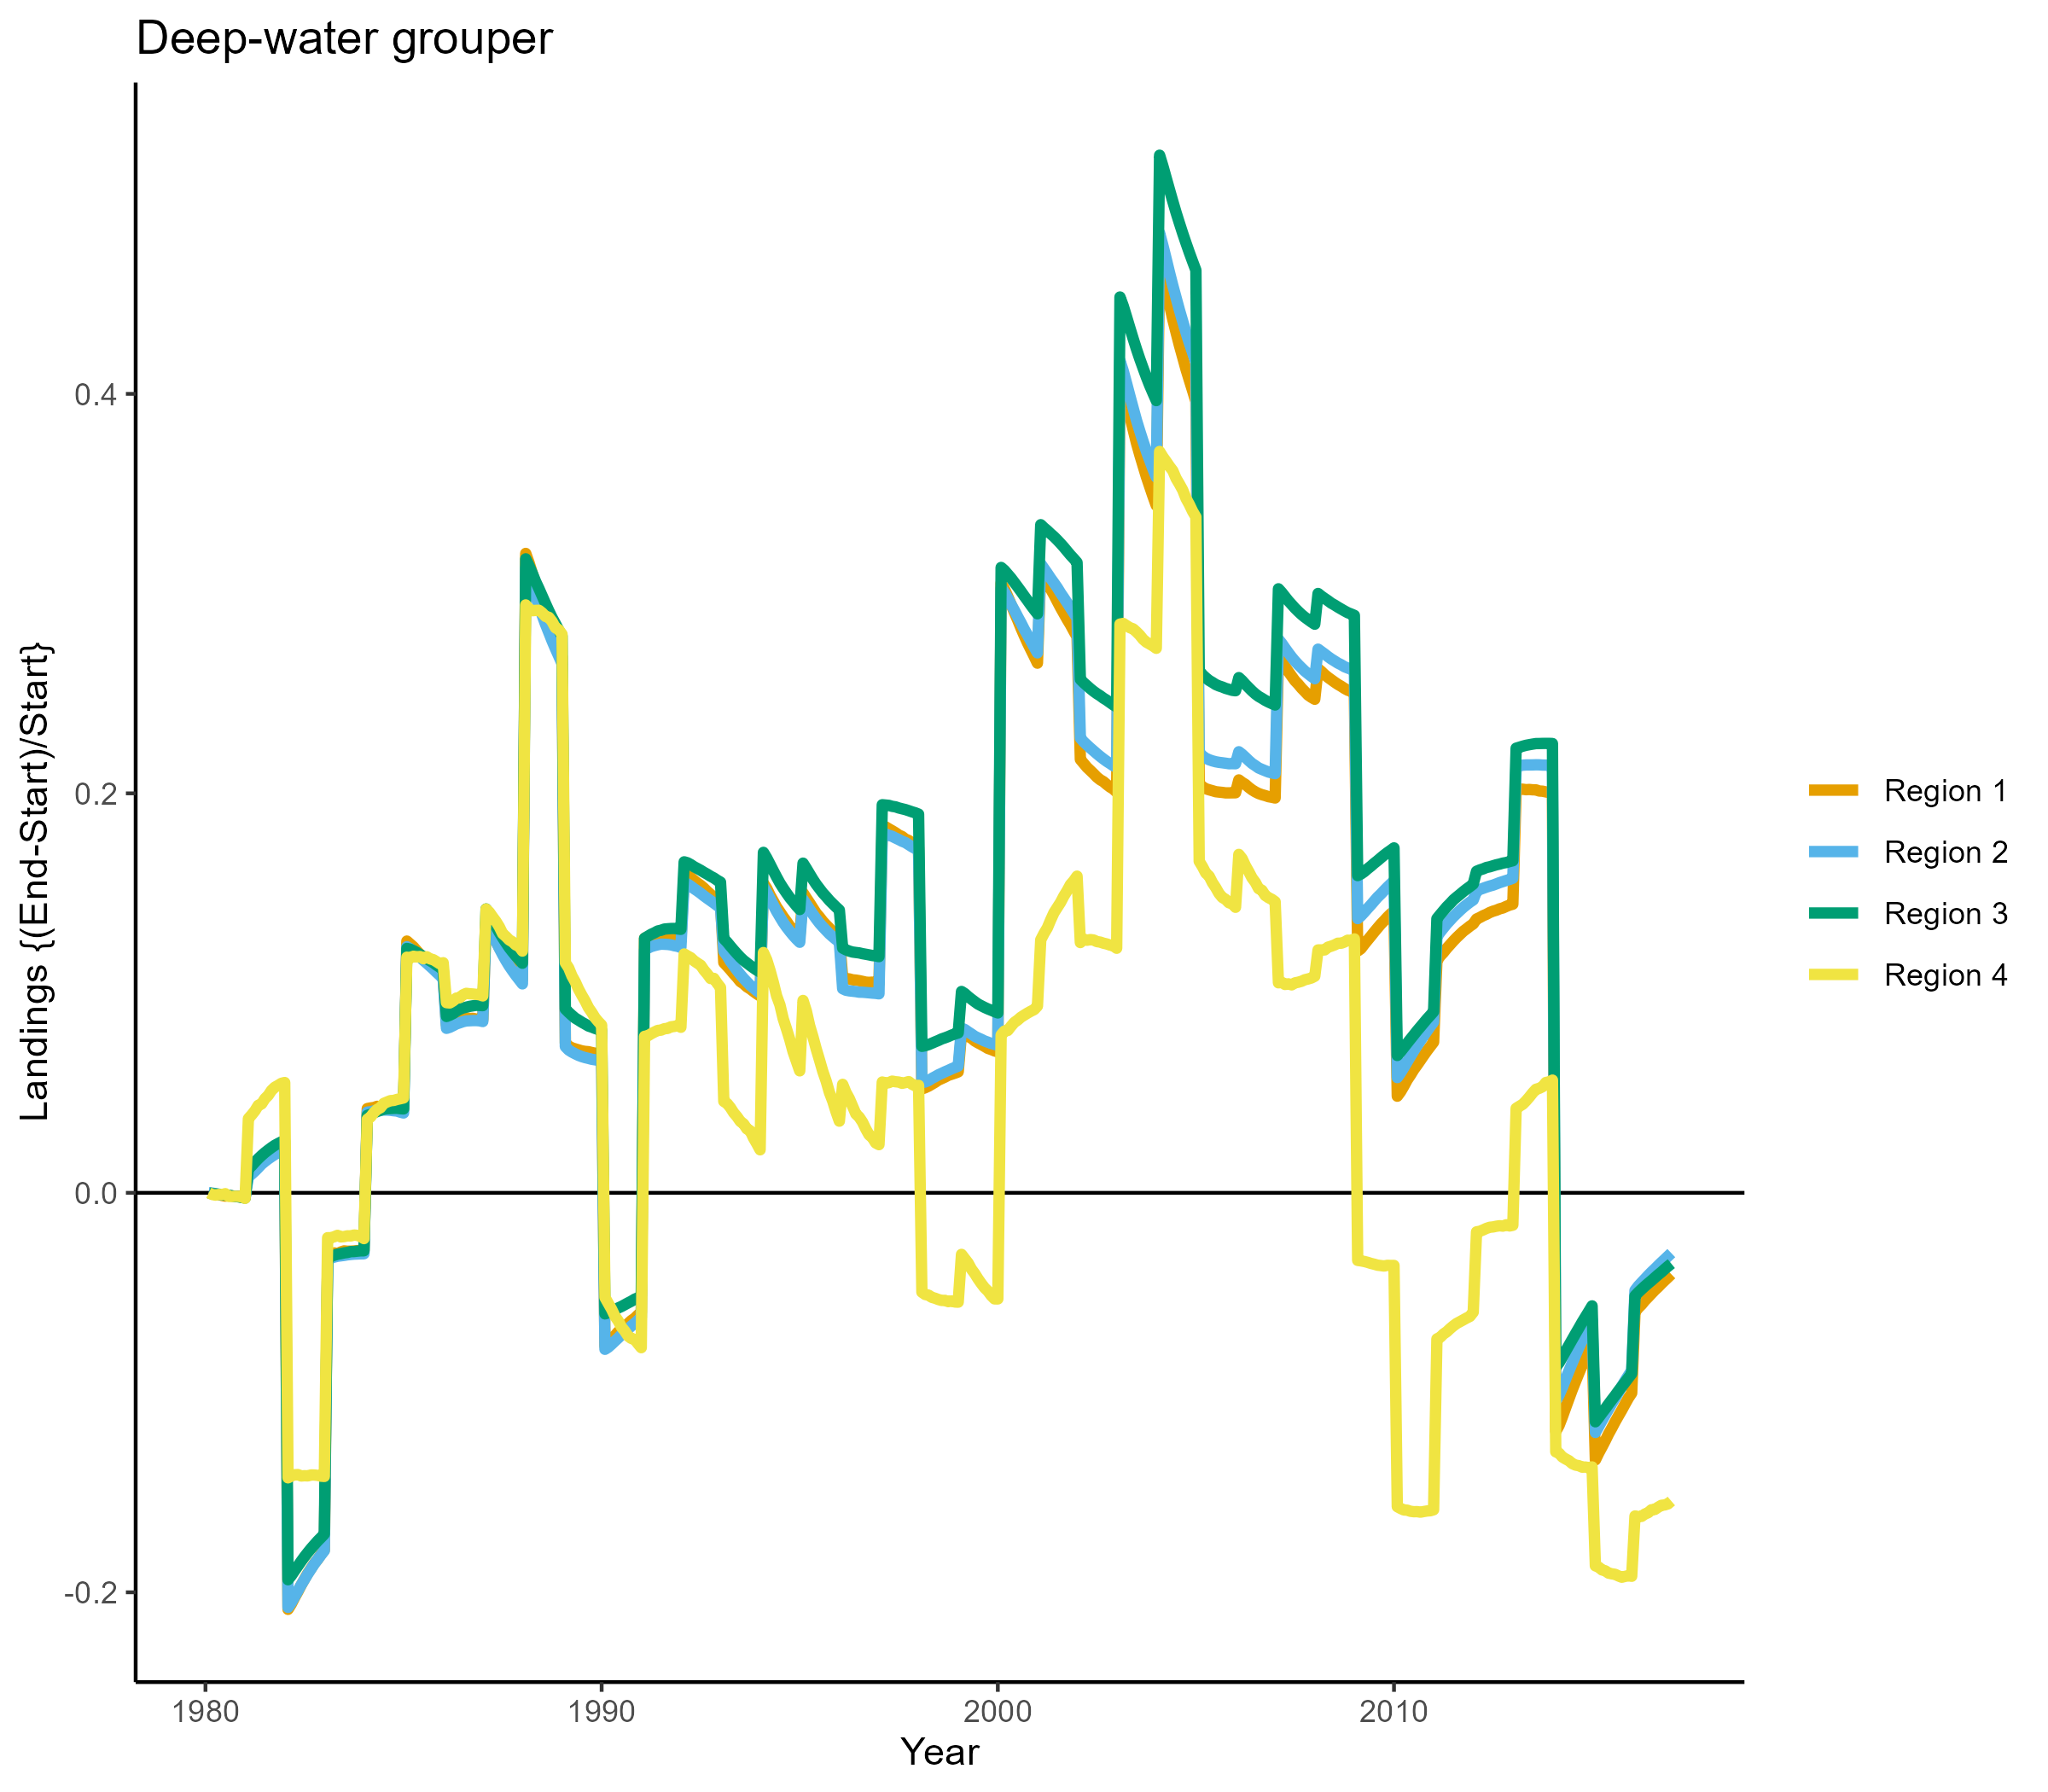 Deep-water grouper
Landings {(End-Start)/Start}
0.4
0.2
0.0
-0.2
1980
1990
2000
2010
Year
Region 1
Region 2
Region 3
Region 4